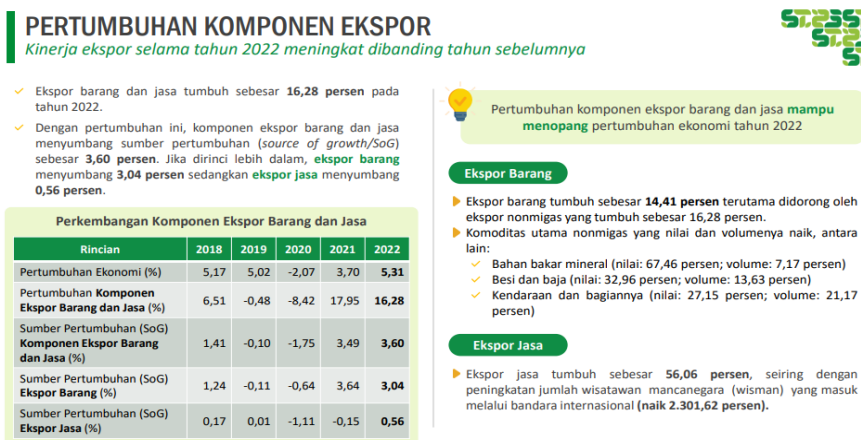 PERTUMBUHAN KOMPONEN EKSPOR
Kinerja ekspor selama tahun 2022 meningkat dibanding tahun sebelumnya
Ekspor barang dan jasa tumbuh sebesar 16,28 persen pada
tahun 2022.
Dengan pertumbuhan ini, komponen ekspor barang dan jasa
menyumbang sumber pertumbuhan (source of growth/SoG)
sebesar 3,60 persen. Jika dirinci lebih dalam, ekspor barang
menyumbang 3,04 persen sedangkan ekspor jasa menyumbang
0,56 persen.
Perkembangan Komponen Ekspor Barang dan Jasa
Rincian 2018 2019 2020 2021 2022
Pertumbuhan Ekonomi (%) 5,17 5,02 -2,07 3,70 5,31
Pertumbuhan Komponen
Ekspor Barang dan Jasa (%) 6,51 -0,48 -8,42 17,95 16,28
Sumber Pertumbuhan (SoG)
Komponen Ekspor Barang
dan Jasa (%) 1,41 -0,10 -1,75 3,49 3,60
Sumber Pertumbuhan (SoG)
Ekspor Barang (%) 1,24 -0,11 -0,64 3,64 3,04
Sumber Pertumbuhan (SoG)
Ekspor Jasa (%) 0,17 0,01 -1,11 -0,15 0,56
Pertumbuhan komponen ekspor barang dan jasa mampu
menopang pertumbuhan ekonomi tahun 2022
Ekspor Barang
Ekspor barang tumbuh sebesar 14,41 persen terutama didorong oleh
ekspor nonmigas yang tumbuh sebesar 16,28 persen.
Komoditas utama nonmigas yang nilai dan volumenya naik, antara
lain:
Bahan bakar mineral (nilai: 67,46 persen; volume: 7,17 persen)
Besi dan baja (nilai: 32,96 persen; volume: 13,63 persen)
Kendaraan dan bagiannya (nilai: 27,15 persen; volume: 21,17
persen)
Ekspor Jasa
Ekspor jasa tumbuh sebesar 56,06 persen, seiring dengan
peningkatan jumlah wisatawan mancanegara (wisman) yang masuk
melalui bandara internasional (naik 2.301,62 persen).